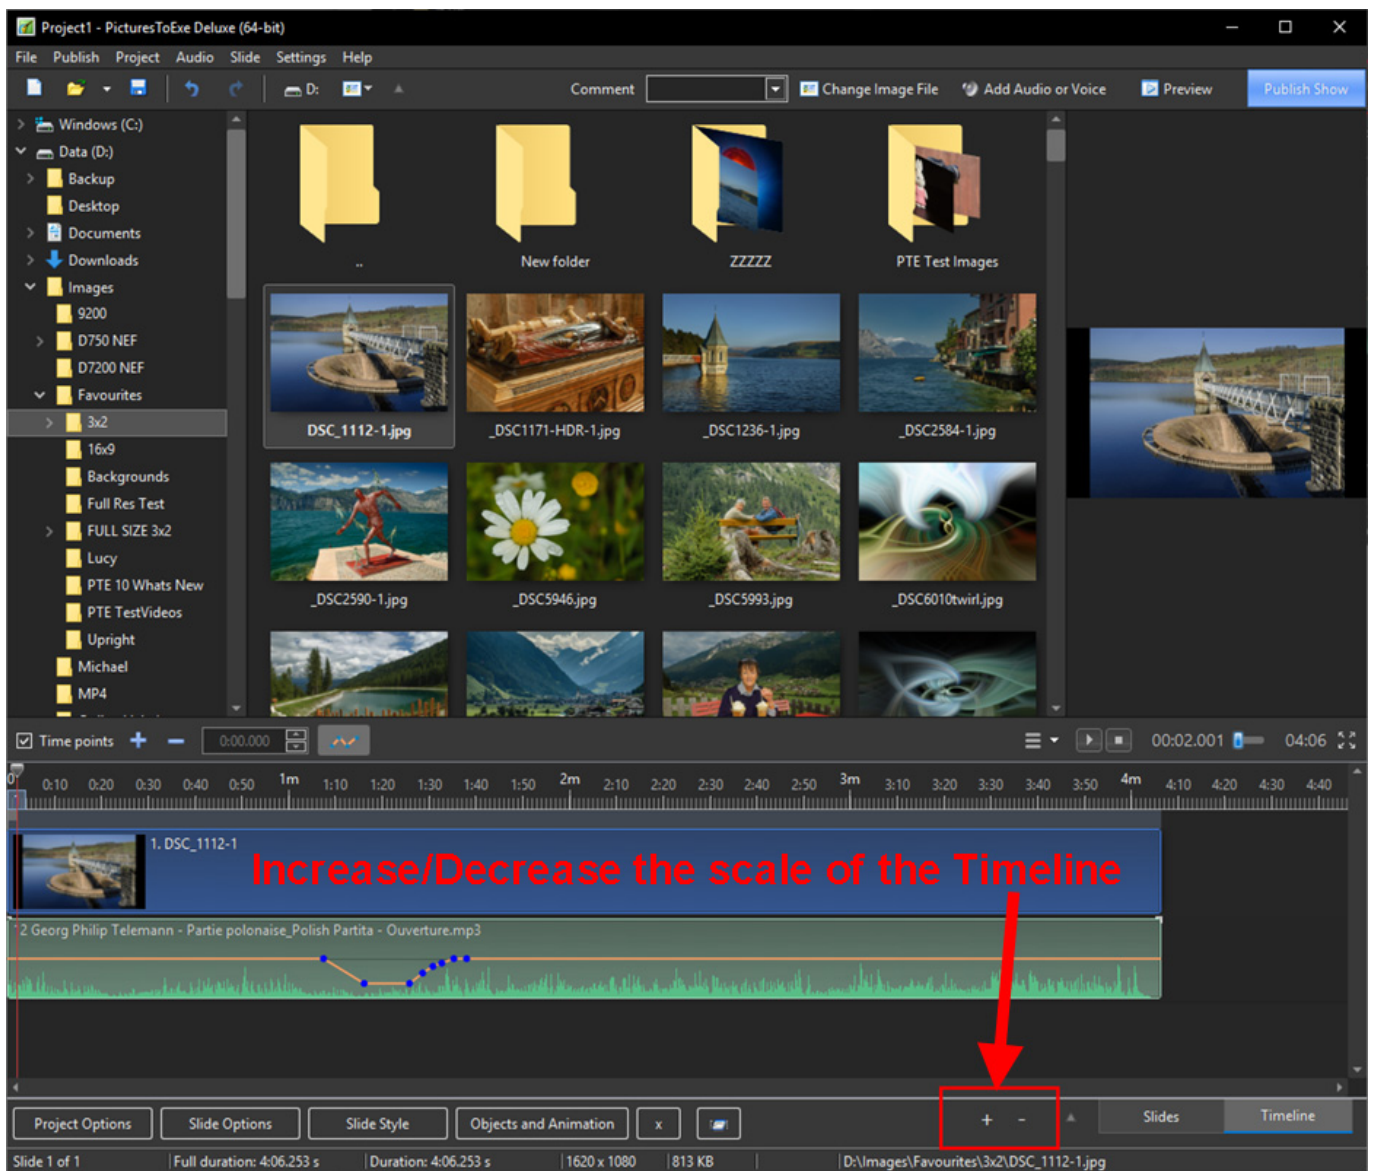 Project1 - PicturesToExe Deluxe (64-bit)
File Publish Project Audio Slide Settings Help
D: Comment Change Image File Add Audio or Voice Preview Publish Show
Windows (C:)
Data (D:)
Backup
Desktop
Documents
Downloads
Images
9200
D750 NEF
D7200 NEF
Favourites
3x2
16x9
Backgrounds
Full Res Test
FULL SIZE 3x2
Lucy
PTE 10 Whats New
PTE TestVideos
Upright
Michael
MP4
.. New folder ZZZZZ PTE Test Images
DSC_1112-1.jpg _DSC1171-HDR-1.jpg _DSC1236-1.jpg _DSC2584-1.jpg
_DSC2590-1.jpg _DSC5946.jpg _DSC5993.jpg _DSC6010twirl.jpg
Time points + − 0:00.000 00:02.001 04:06
0 0:10 0:20 0:30 0:40 0:50 1m 1:10 1:20 1:30 1:40 1:50 2m 2:10 2:20 2:30 2:40 2:50 3m 3:10 3:20 3:30 3:40 3:50 4m 4:10 4:20 4:30 4:40
1. DSC_1112-1
Increase/Decrease the scale of the Timeline
2 Georg Philip Telemann - Partie polonaise_Polish Partita - Ouverture.mp3
Project Options Slide Options Slide Style Objects and Animation x + - Slides Timeline
Slide 1 of 1 Full duration: 4:06.253 s Duration: 4:06.253 s 1620 x 1080 813 KB D:\Images\Favourites\3x2\DSC_1112-1.jpg